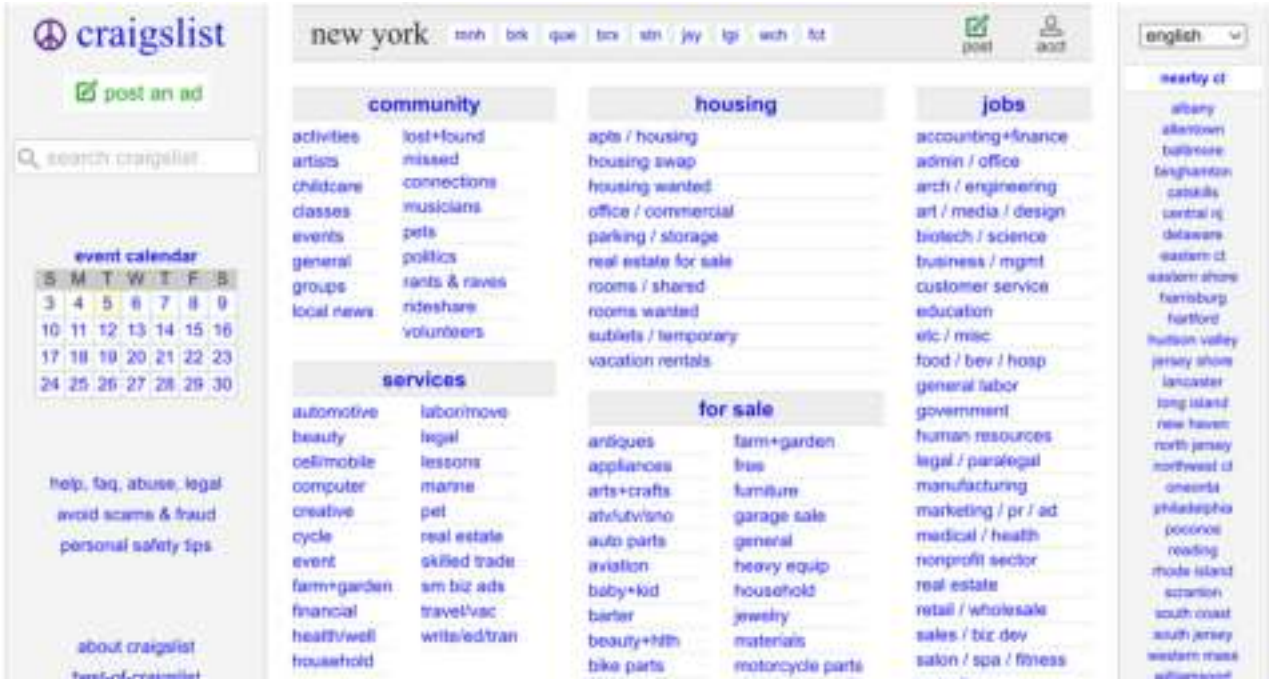 craigslist
post an ad
search craigslist
event calendar
S M T W T F S
3 4 5 6 7 8 9
10 11 12 13 14 15 16
17 18 19 20 21 22 23
24 25 26 27 28 29 30
help, faq, abuse, legal
avoid scams & fraud
personal safety tips
about craigslist
best-of-craigslist
new york mnh brk que brx stn jsy lgi wch fct
post
acct
community
activities
artists
childcare
classes
events
general
groups
local news
lost+found
missed
connections
musicians
pets
politics
rants & raves
rideshare
volunteers
services
automotive
beauty
cell/mobile
computer
creative
cycle
event
farm+garden
financial
health/well
household
labor/move
legal
lessons
marine
pet
real estate
skilled trade
sm biz ads
travel/vac
write/ed/tran
housing
apts / housing
housing swap
housing wanted
office / commercial
parking / storage
real estate for sale
rooms / shared
rooms wanted
sublets / temporary
vacation rentals
for sale
antiques
appliances
arts+crafts
atv/utv/sno
auto parts
aviation
baby+kid
barter
beauty+hlth
bike parts
farm+garden
free
furniture
garage sale
general
heavy equip
household
jewelry
materials
motorcycle parts
jobs
accounting+finance
admin / office
arch / engineering
art / media / design
biotech / science
business / mgmt
customer service
education
etc / misc
food / bev / hosp
general labor
government
human resources
legal / paralegal
manufacturing
marketing / pr / ad
medical / health
nonprofit sector
real estate
retail / wholesale
sales / biz dev
salon / spa / fitness
english
nearby cl
albany
allentown
baltimore
binghamton
catskills
central nj
delaware
eastern ct
eastern shore
harrisburg
hartford
hudson valley
jersey shore
lancaster
long island
new haven
north jersey
northwest ct
oneonta
philadelphia
poconos
reading
rhode island
scranton
south coast
south jersey
western mass
williamsport